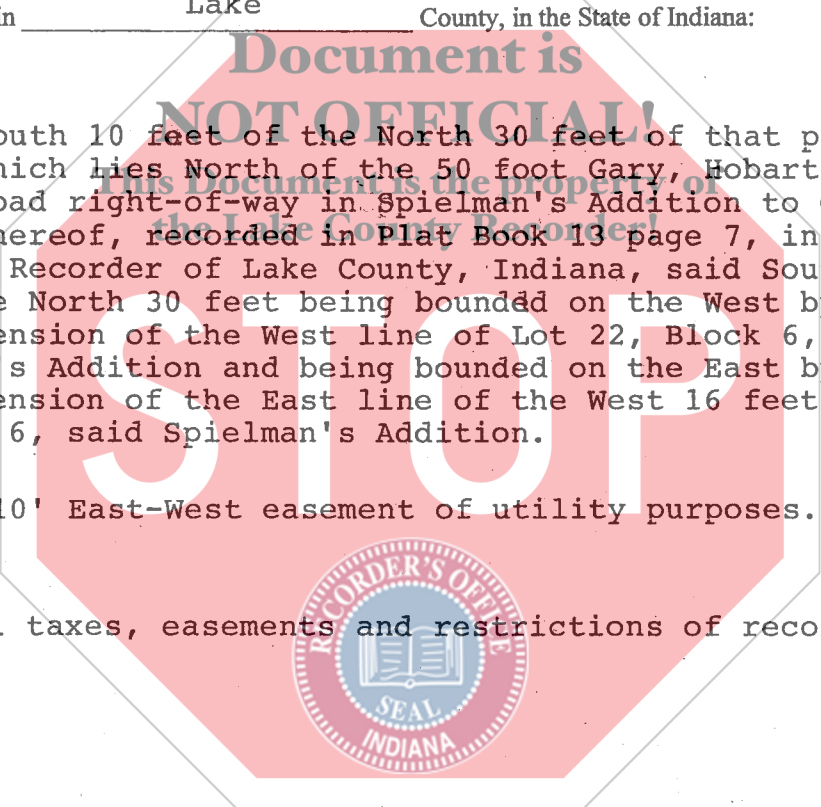 in Lake County, in the State of Indiana:
Document is
NOT OFFICIAL!
This Document is the property of
the Lake County Recorder!
outh 10 feet of the North 30 feet of that p
hich lies North of the 50 foot Gary, Hobart
oad right-of-way in Spielman's Addition to
hereof, recorded in Plat Book 13 page 7, in
Recorder of Lake County, Indiana, said Sou
e North 30 feet being bounded on the West b
ension of the West line of Lot 22, Block 6,
s Addition and being bounded on the East b
ension of the East line of the West 16 feet
6, said Spielman's Addition.
10' East-West easement of utility purposes.
taxes, easements and restrictions of reco
STOP
RECORDER'S OFFICE
SEAL
INDIANA